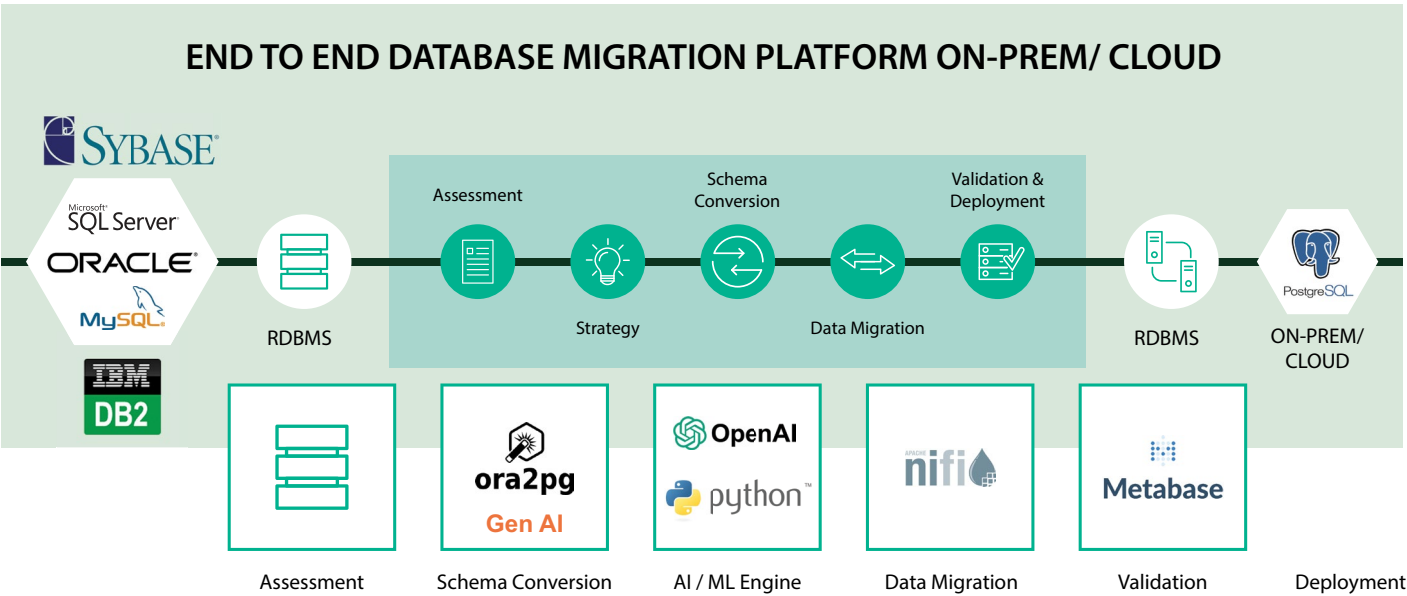 END TO END DATABASE MIGRATION PLATFORM ON-PREM/ CLOUD
SYBASE®
Microsoft®
SQL Server®
ORACLE®
MySQL®
IBM
DB2
RDBMS
Assessment
Strategy
Schema
Conversion
Data Migration
Validation &
Deployment
RDBMS
PostgreSQL
ON-PREM/
CLOUD
Assessment
ora2pg
Gen AI
Schema Conversion
OpenAI
python™
AI / ML Engine
APACHE
nifi
Data Migration
Metabase
Validation
Deployment